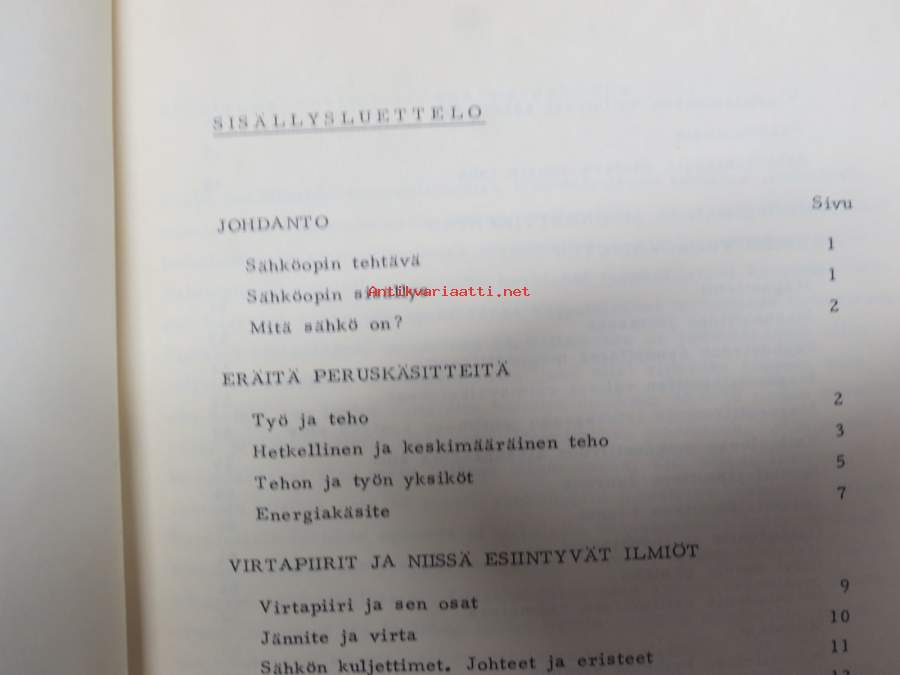 SISÄLLYSLUETTELO
Sivu
JOHDANTO
Sähköopin tehtävä 1
Sähköopin 1
Antikvariaatti.net
Mitä sähkö on? 2
ERÄITÄ PERUSKÄSITTEITÄ
Työ ja teho 2
Hetkellinen ja keskimääräinen teho 3
Tehon ja työn yksiköt 5
Energiakäsite 7
VIRTAPIIRIT JA NIISSÄ ESIINTYVÄT ILMIÖT
Virtapiiri ja sen osat 9
Jännite ja virta 10
Sähkön kuljettimet. Johteet ja eristeet 11